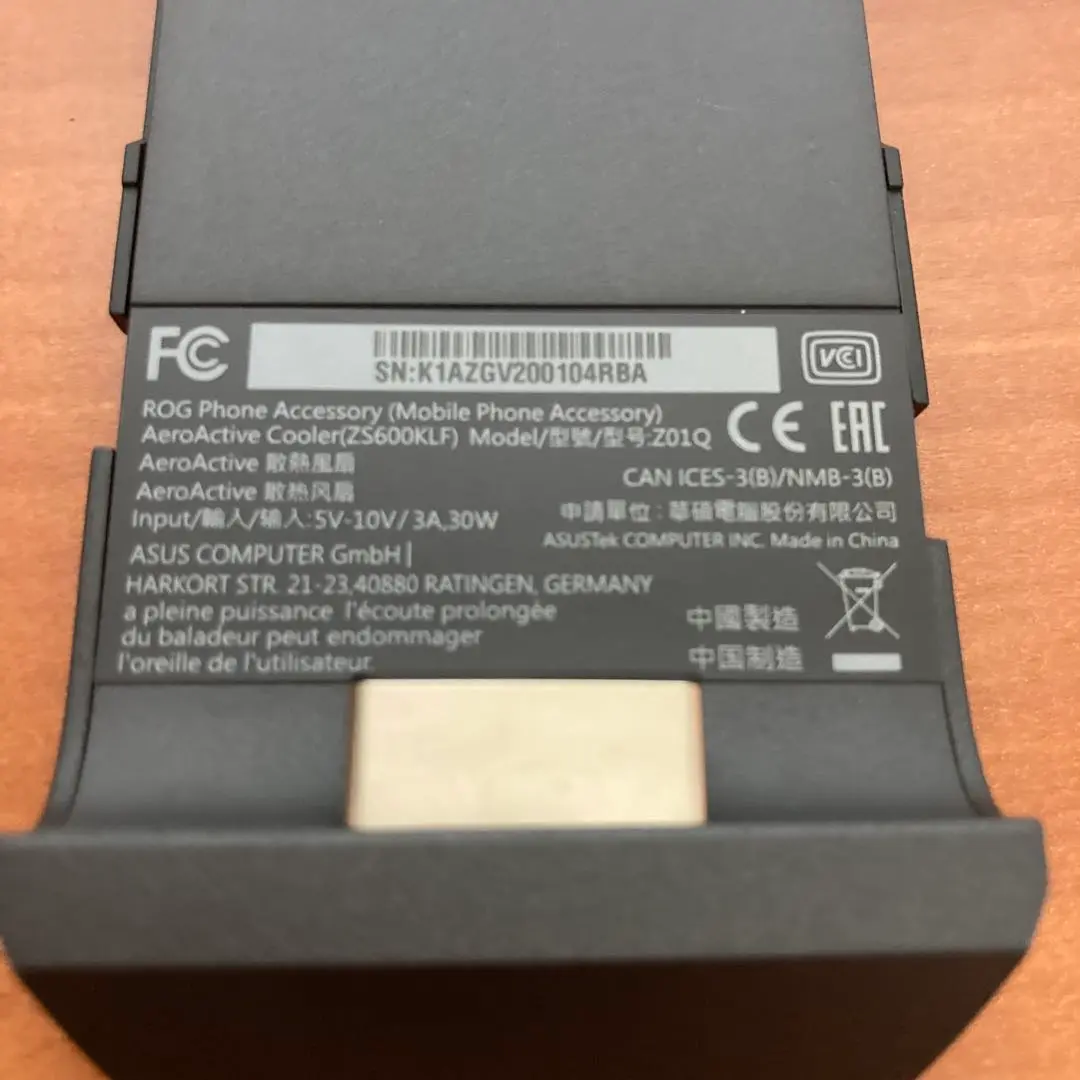 FC
SN:K1AZGV200104RBA
VCI
ROG Phone Accessory (Mobile Phone Accessory)
AeroActive Cooler(ZS600KLF) Model/型號/型号:Z01Q
CE EAC
AeroActive 散熱風扇
AeroActive 散热风扇
CAN ICES-3(B)/NMB-3(B)
Input/輸入/输入:5V-10V/3A,30W
申請單位:華碩電腦股份有限公司
ASUS COMPUTER GmbH|
ASUSTek COMPUTER INC. Made in China
HARKORT STR. 21-23,40880 RATINGEN, GERMANY
a pleine puissance l'écoute prolongée
du baladeur peut endommager
l'oreille de l'utilisateur.
中國製造
中国制造